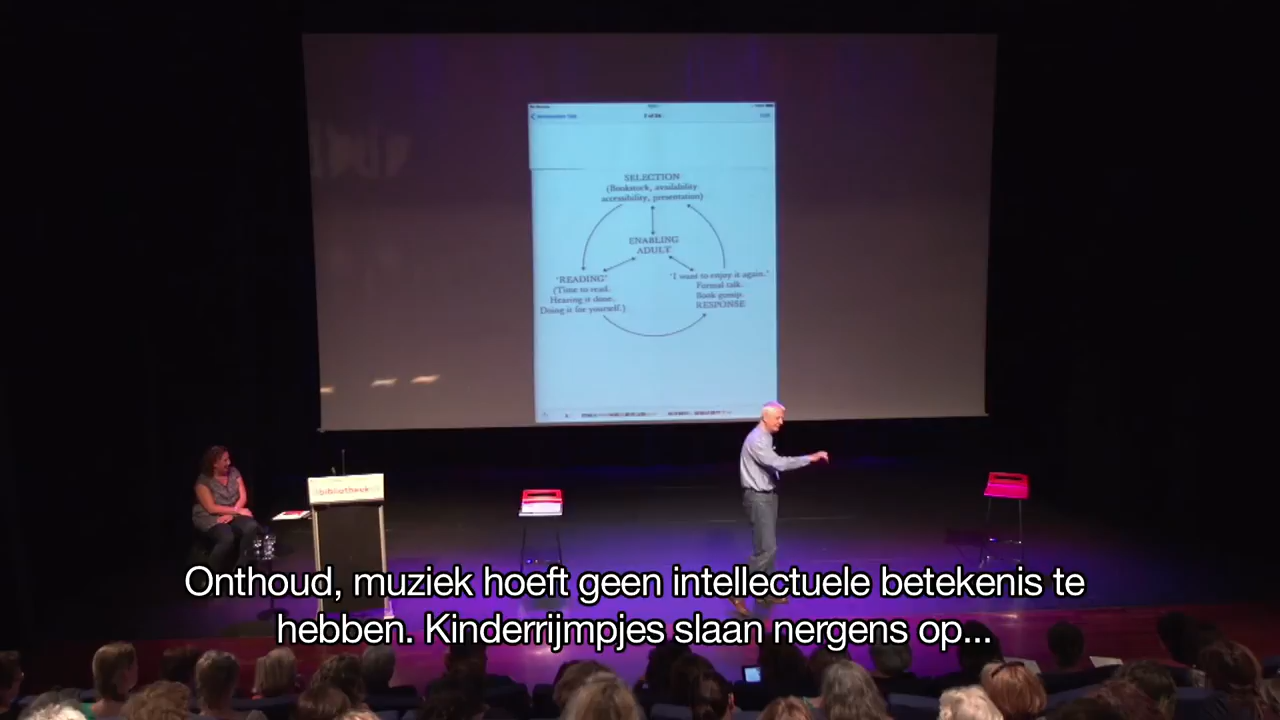 SELECTION
(Bookstock, availability
accessibility, presentation)
ENABLING
ADULT
"READING"
(Time to read.
Hearing it done.
Doing it for yourself.)
"I want to enjoy it again."
Formal talk.
Book gossip.
RESPONSE
bibliotheek
Onthoud, muziek hoeft geen intellectuele betekenis te
hebben. Kinderrijmpjes slaan nergens op...